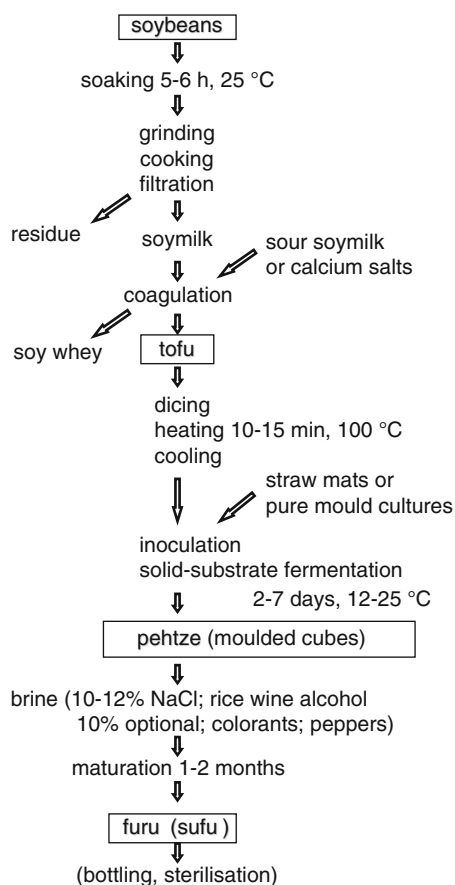 soybeans
soaking 5-6 h, 25 °C
grinding
cooking
filtration
residue
soymilk
sour soymilk
or calcium salts
coagulation
soy whey
tofu
dicing
heating 10-15 min, 100 °C
cooling
straw mats or
pure mould cultures
inoculation
solid-substrate fermentation
2-7 days, 12-25 °C
pehtze (moulded cubes)
brine (10-12% NaCl; rice wine alcohol
10% optional; colorants; peppers)
maturation 1-2 months
furu (sufu )
(bottling, sterilisation)